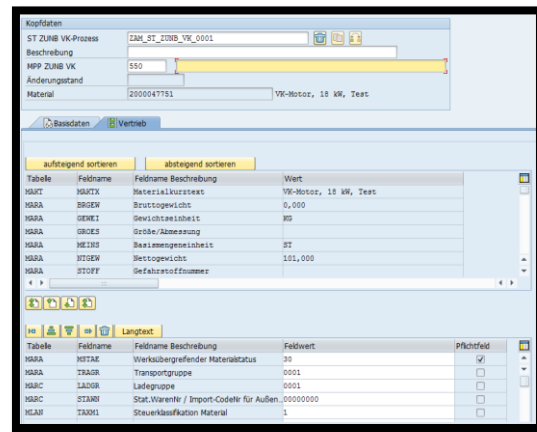 Kopfdaten
ST ZUNB VK-Prozess ZAM_ST_ZUNB_VK_0001
Beschreibung
MPP ZUNB VK 550
Änderungsstand
Material 2000047751 VK-Motor, 18 kW, Test
Basisdaten Vertrieb
aufsteigend sortieren absteigend sortieren
Tabelle Feldname Feldname Beschreibung Wert
MAKT MAKTX Materialkurztext VK-Motor, 18 kW, Test
MARA BRGEW Bruttogewicht 0,000
MARA GEWEI Gewichtseinheit KG
MARA GROES Größe/Abmessung
MARA MEINS Basismengeneinheit ST
MARA NTGEW Nettogewicht 101,000
MARA STOFF Gefahrstoffnummer
Langtext
Tabelle Feldname Feldname Beschreibung Feldwert Pflichtfeld
MARA MSTAE Werksübergreifender Materialstatus 30
MARA TRAGR Transportgruppe 0001
MARC LADGR Ladegruppe 0001
MARC STAWN Stat.WarenNr / Import-CodeNr für Außen.. 00000000
MLAN TAXM1 Steuerklassifikation Material 1